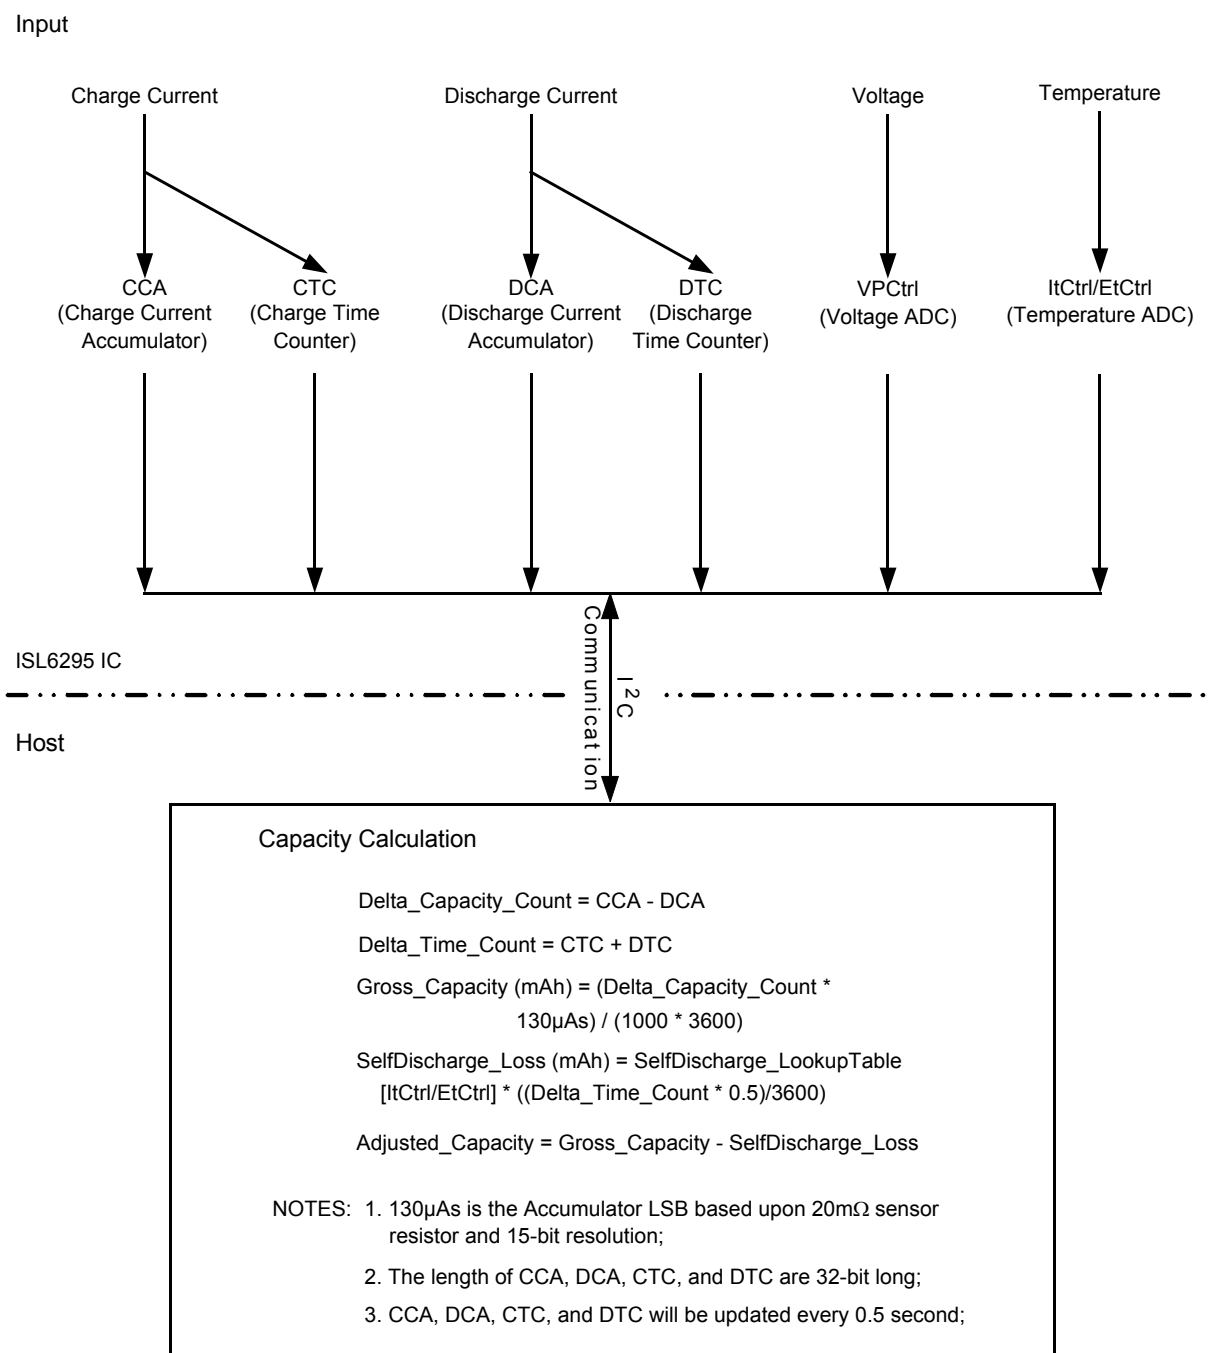 Input
Charge Current
Discharge Current
Voltage
Temperature
CCA
(Charge Current
Accumulator)
CTC
(Charge Time
Counter)
DCA
(Discharge Current
Accumulator)
DTC
(Discharge
Time Counter)
VPCtrl
(Voltage ADC)
ItCtrl/EtCtrl
(Temperature ADC)
I²C
Communication
ISL6295 IC
Host
Capacity Calculation
Delta_Capacity_Count = CCA - DCA
Delta_Time_Count = CTC + DTC
Gross_Capacity (mAh) = (Delta_Capacity_Count *
130µAs) / (1000 * 3600)
SelfDischarge_Loss (mAh) = SelfDischarge_LookupTable
[ItCtrl/EtCtrl] * ((Delta_Time_Count * 0.5)/3600)
Adjusted_Capacity = Gross_Capacity - SelfDischarge_Loss
NOTES: 1. 130µAs is the Accumulator LSB based upon 20mΩ sensor
resistor and 15-bit resolution;
2. The length of CCA, DCA, CTC, and DTC are 32-bit long;
3. CCA, DCA, CTC, and DTC will be updated every 0.5 second;